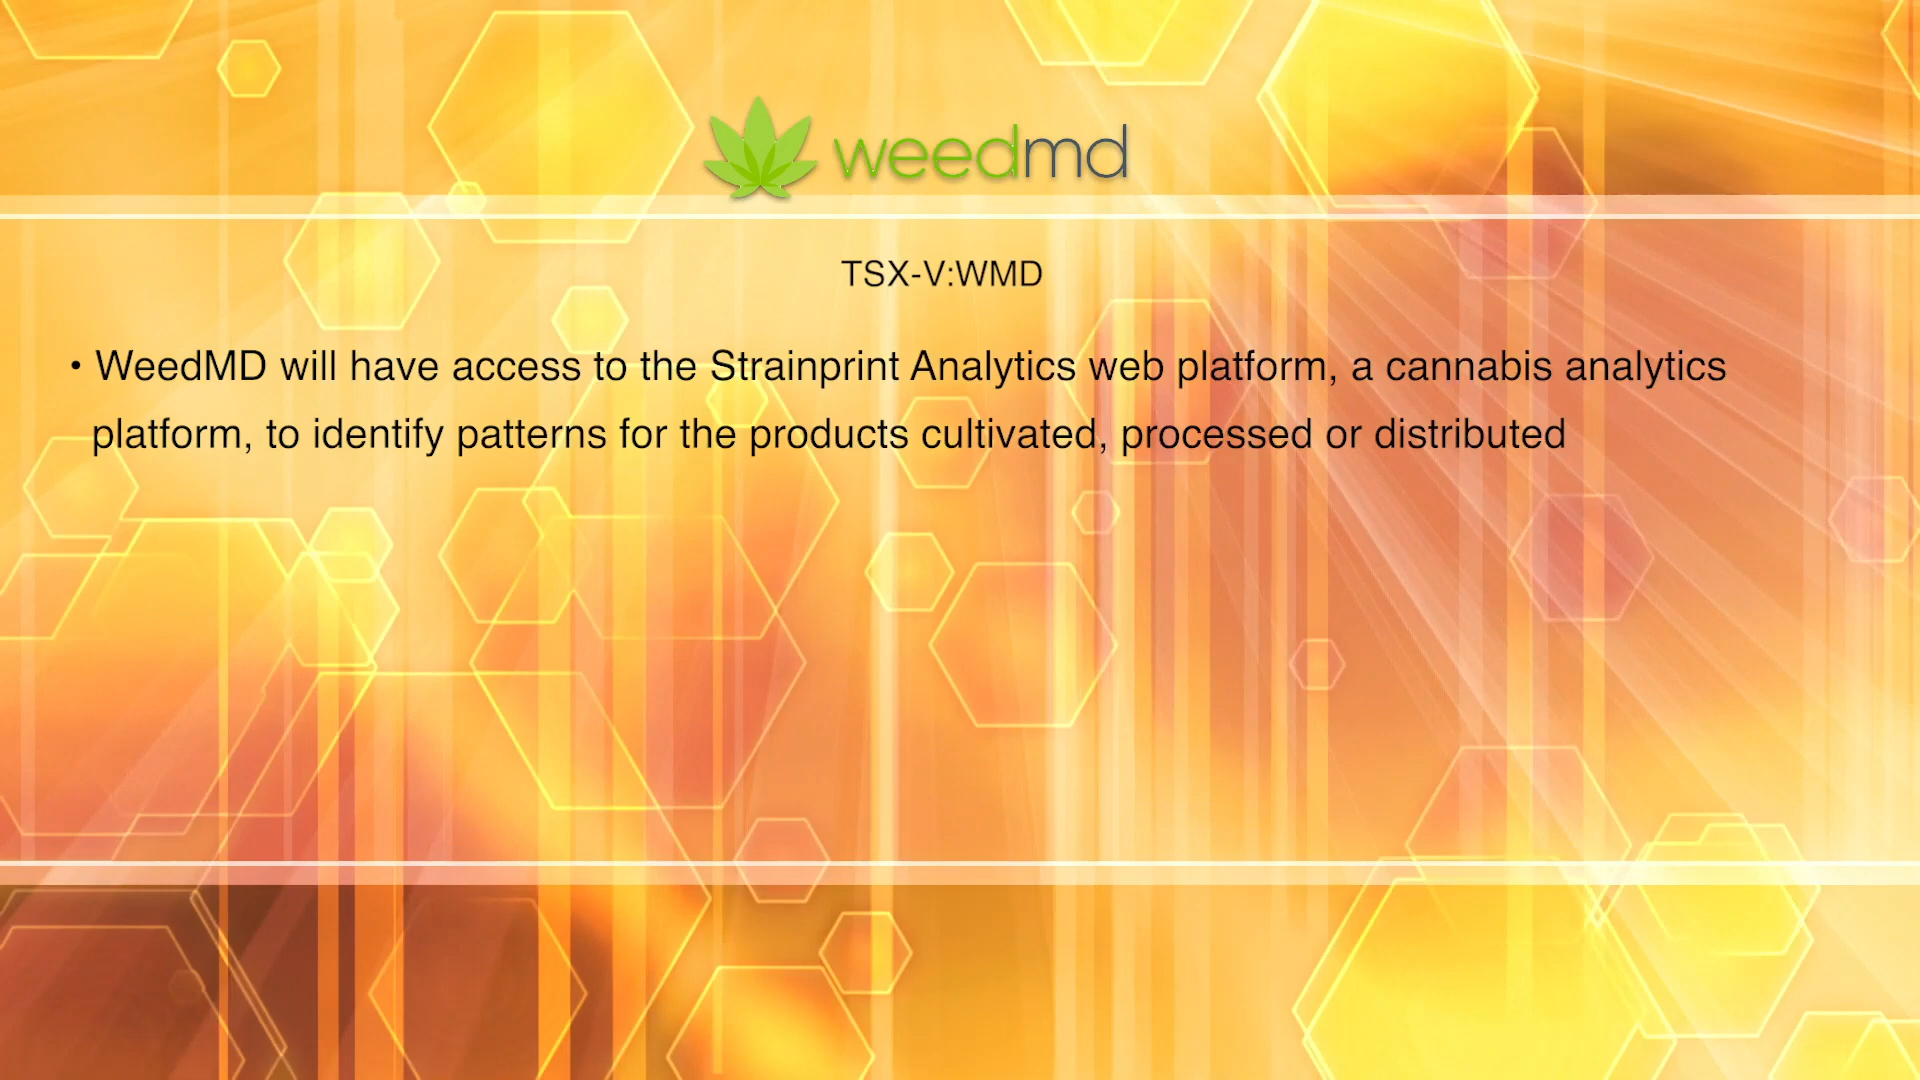 weedmd
TSX-V:WMD
• WeedMD will have access to the Strainprint Analytics web platform, a cannabis analytics
platform, to identify patterns for the products cultivated, processed or distributed